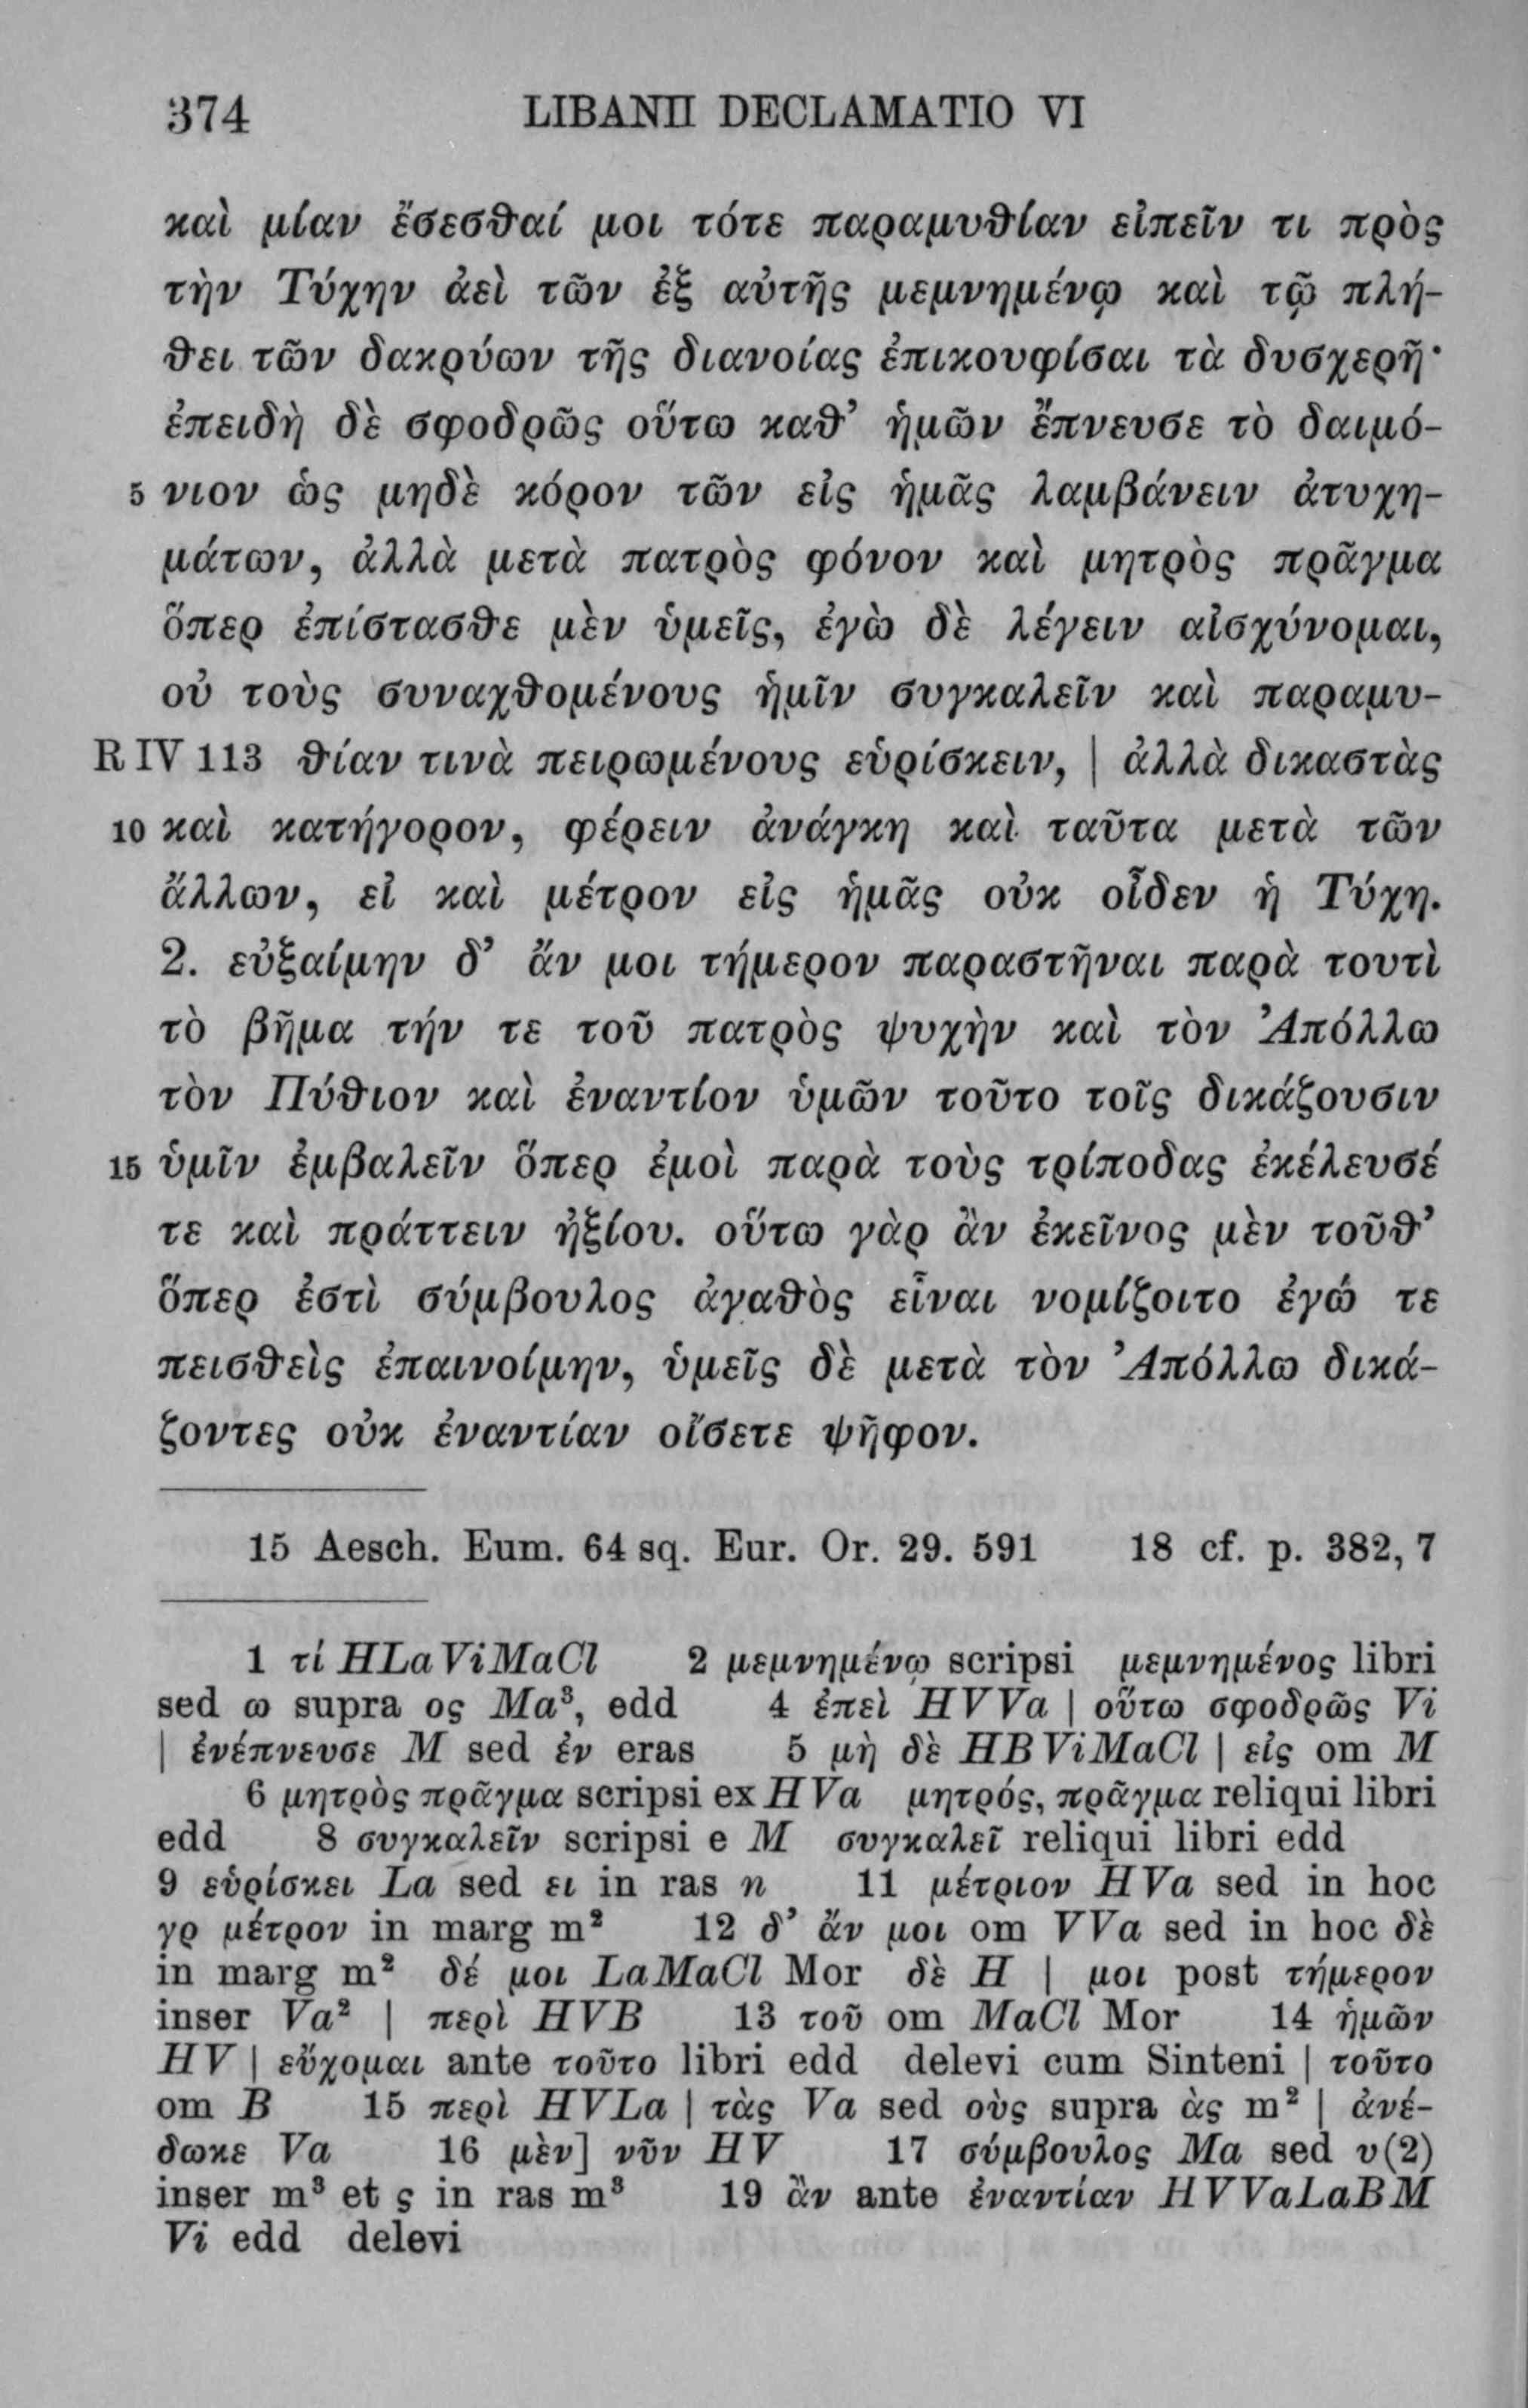 374 LIBANII DECLAMATIO VI
καὶ μίαν ἔσεσθαί μοι τότε παραμυθίαν εἰπεῖν τι πρὸς
τὴν Τύχην ἀεὶ τῶν ἐξ αὐτῆς μεμνημένῳ καὶ τῷ πλή-
θει τῶν δακρύων τῆς διανοίας ἐπικουφίσαι τὰ δυσχερῆ·
ἐπειδὴ δὲ σφοδρῶς οὕτω καθ’ ἡμῶν ἔπνευσε τὸ δαιμό-
5 νιον ὡς μηδὲ κόρον τῶν εἰς ἡμᾶς λαμβάνειν ἀτυχη-
μάτων, ἀλλὰ μετὰ πατρὸς φόνον καὶ μητρὸς πρᾶγμα
ὅπερ ἐπίστασθε μὲν ὑμεῖς, ἐγὼ δὲ λέγειν αἰσχύνομαι,
οὐ τοὺς συναχθομένους ἡμῖν συγκαλεῖν καὶ παραμυ-
R IV 113 θίαν τινὰ πειρωμένους εὑρίσκειν, | ἀλλὰ δικαστὰς
10 καὶ κατήγορον, φέρειν ἀνάγκη καὶ ταῦτα μετὰ τῶν
ἄλλων, εἰ καὶ μέτρον εἰς ἡμᾶς οὐκ οἶδεν ἡ Τύχη.
2. εὐξαίμην δ’ ἄν μοι τήμερον παραστῆναι παρὰ τουτὶ
τὸ βῆμα τήν τε τοῦ πατρὸς ψυχὴν καὶ τὸν Ἀπόλλω
τὸν Πύθιον καὶ ἐναντίον ὑμῶν τοῦτο τοῖς δικάζουσιν
15 ὑμῖν ἐμβαλεῖν ὅπερ ἐμοὶ παρὰ τοὺς τρίποδας ἐκέλευσέ
τε καὶ πράττειν ἠξίου. οὕτω γὰρ ἂν ἐκεῖνος μὲν τοῦθ’
ὅπερ ἐστὶ σύμβουλος ἀγαθὸς εἶναι νομίζοιτο ἐγώ τε
πεισθεὶς ἐπαινοίμην, ὑμεῖς δὲ μετὰ τὸν Ἀπόλλω δικά-
ζοντες οὐκ ἐναντίαν οἴσετε ψῆφον.
15 Aesch. Eum. 64 sq. Eur. Or. 29. 591 18 cf. p. 382, 7
1 τί HLaViMaCl 2 μεμνημένῳ scripsi μεμνημένος libri
sed ω supra ος Ma³, edd 4 ἐπεὶ HVVa | οὕτω σφοδρῶς Vi
| ἐνέπνευσε M sed ἐν eras 5 μὴ δὲ HBViMaCl | εἰς om M
6 μητρὸς πρᾶγμα scripsi ex HVa μητρός, πρᾶγμα reliqui libri
edd 8 συγκαλεῖν scripsi e M συγκαλεῖ reliqui libri edd
9 εὑρίσκει La sed ει in ras n 11 μέτριον HVa sed in hoc
γρ μέτρον in marg m² 12 δ’ ἄν μοι om VVa sed in hoc δὲ
in marg m² δέ μοι LaMaCl Mor δὲ H | μοι post τήμερον
inser Va² | περὶ HVB 13 τοῦ om MaCl Mor 14 ἡμῶν
HV | εὔχομαι ante τοῦτο libri edd delevi cum Sinteni | τοῦτο
om B 15 περὶ HVLa | τὰς Va sed οὺς supra ὰς m² | ἀνέ-
δωκε Va 16 μὲν] νῦν HV 17 σύμβουλος Ma sed υ(2)
inser m³ et ς in ras m³ 19 ἂν ante ἐναντίαν HVVaLaBM
Vi edd delevi